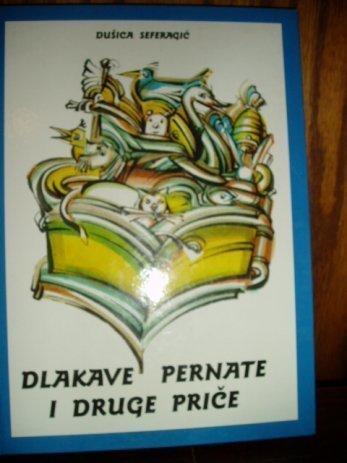 DUŠICA SEFERAGIĆ
DLAKAVE PERNATE
I DRUGE PRIČE